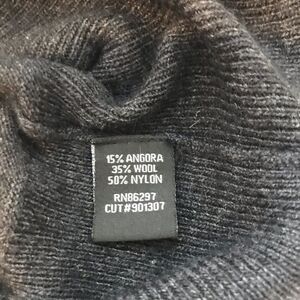 15% ANGORA
35% WOOL
50% NYLON
RN86297
CUT#901307